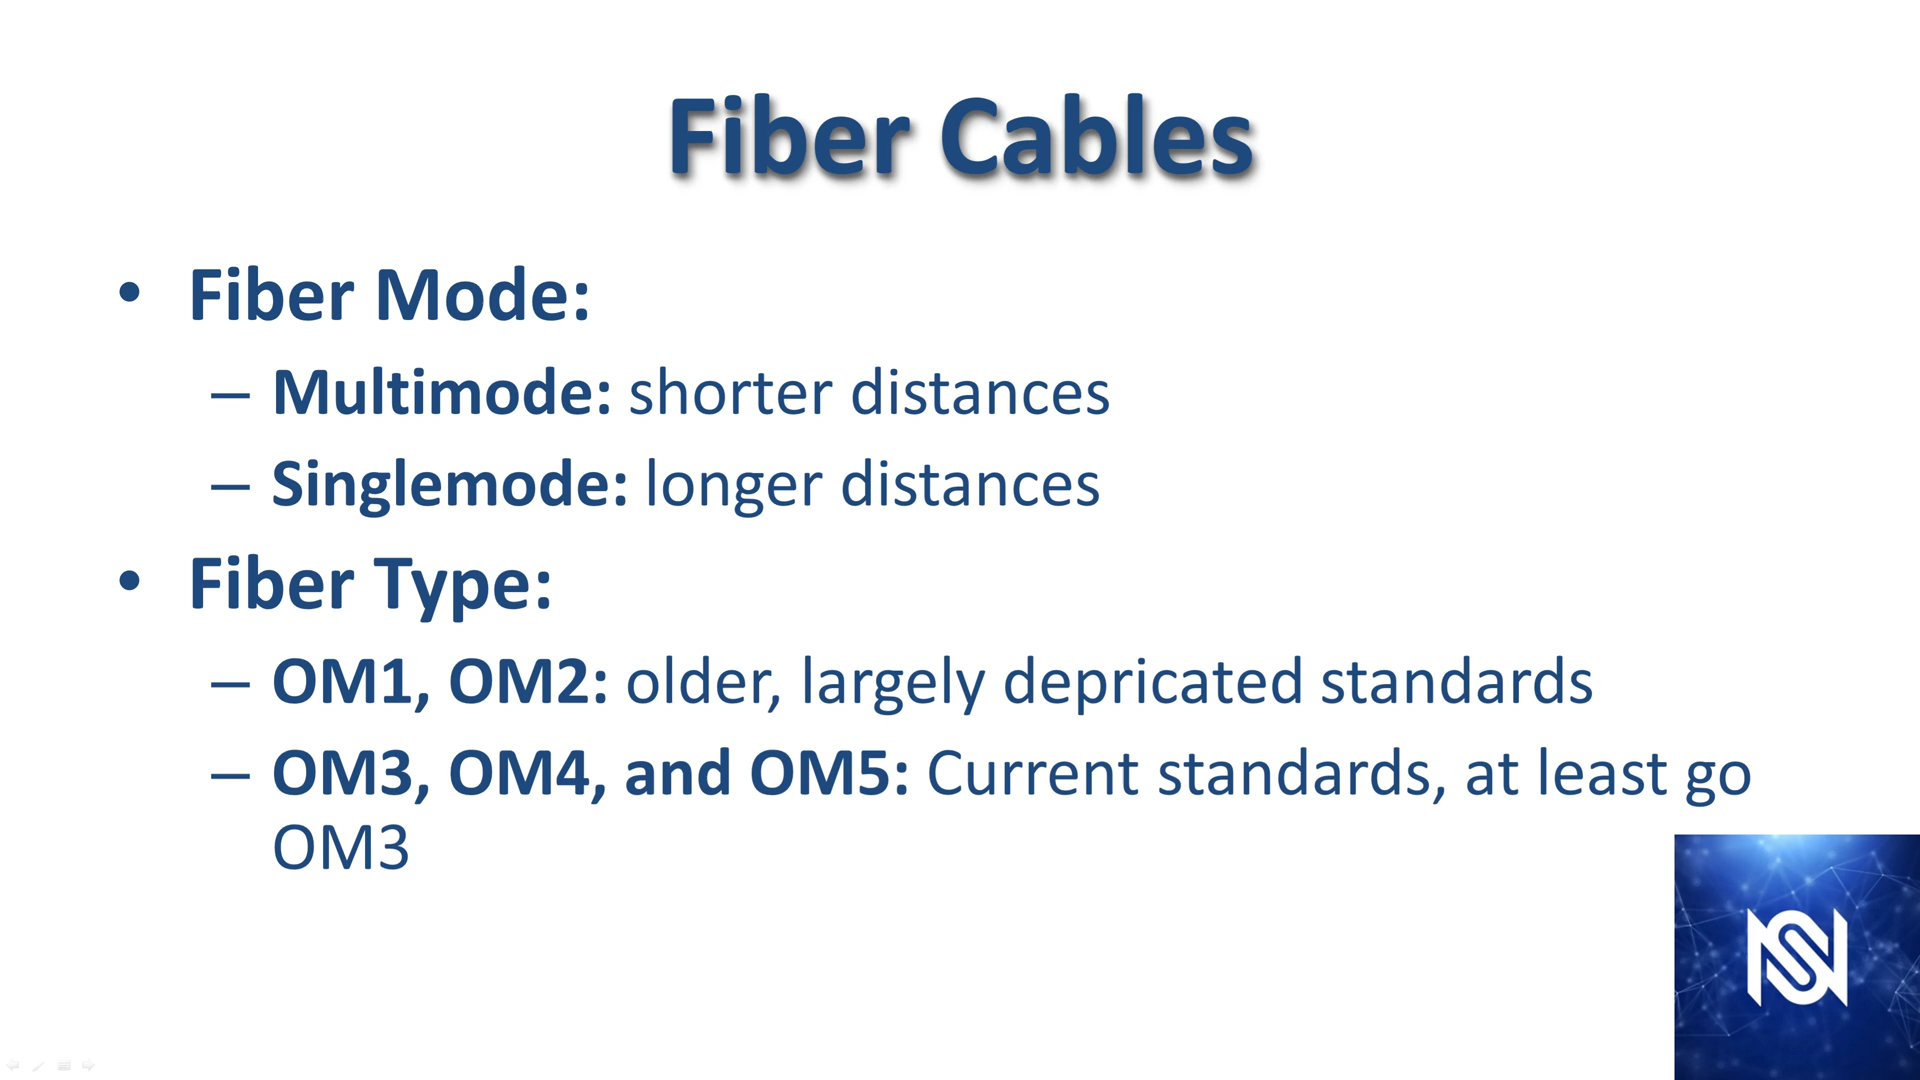 Fiber Cables
• Fiber Mode:
– Multimode: shorter distances
– Singlemode: longer distances
• Fiber Type:
– OM1, OM2: older, largely depricated standards
– OM3, OM4, and OM5: Current standards, at least go
OM3